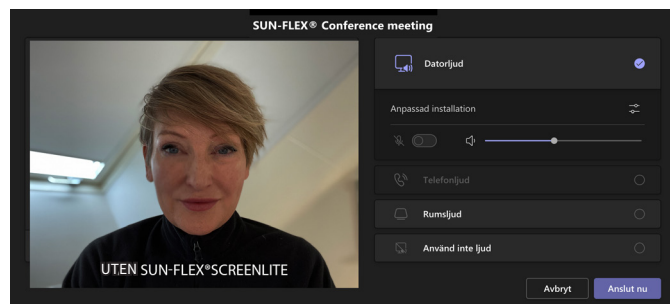 SUN-FLEX® Conference meeting
Datorljud
Anpassad installation
Telefonljud
Rumsljud
Använd inte ljud
UTEN SUN-FLEX®SCREENLITE
Avbryt
Anslut nu